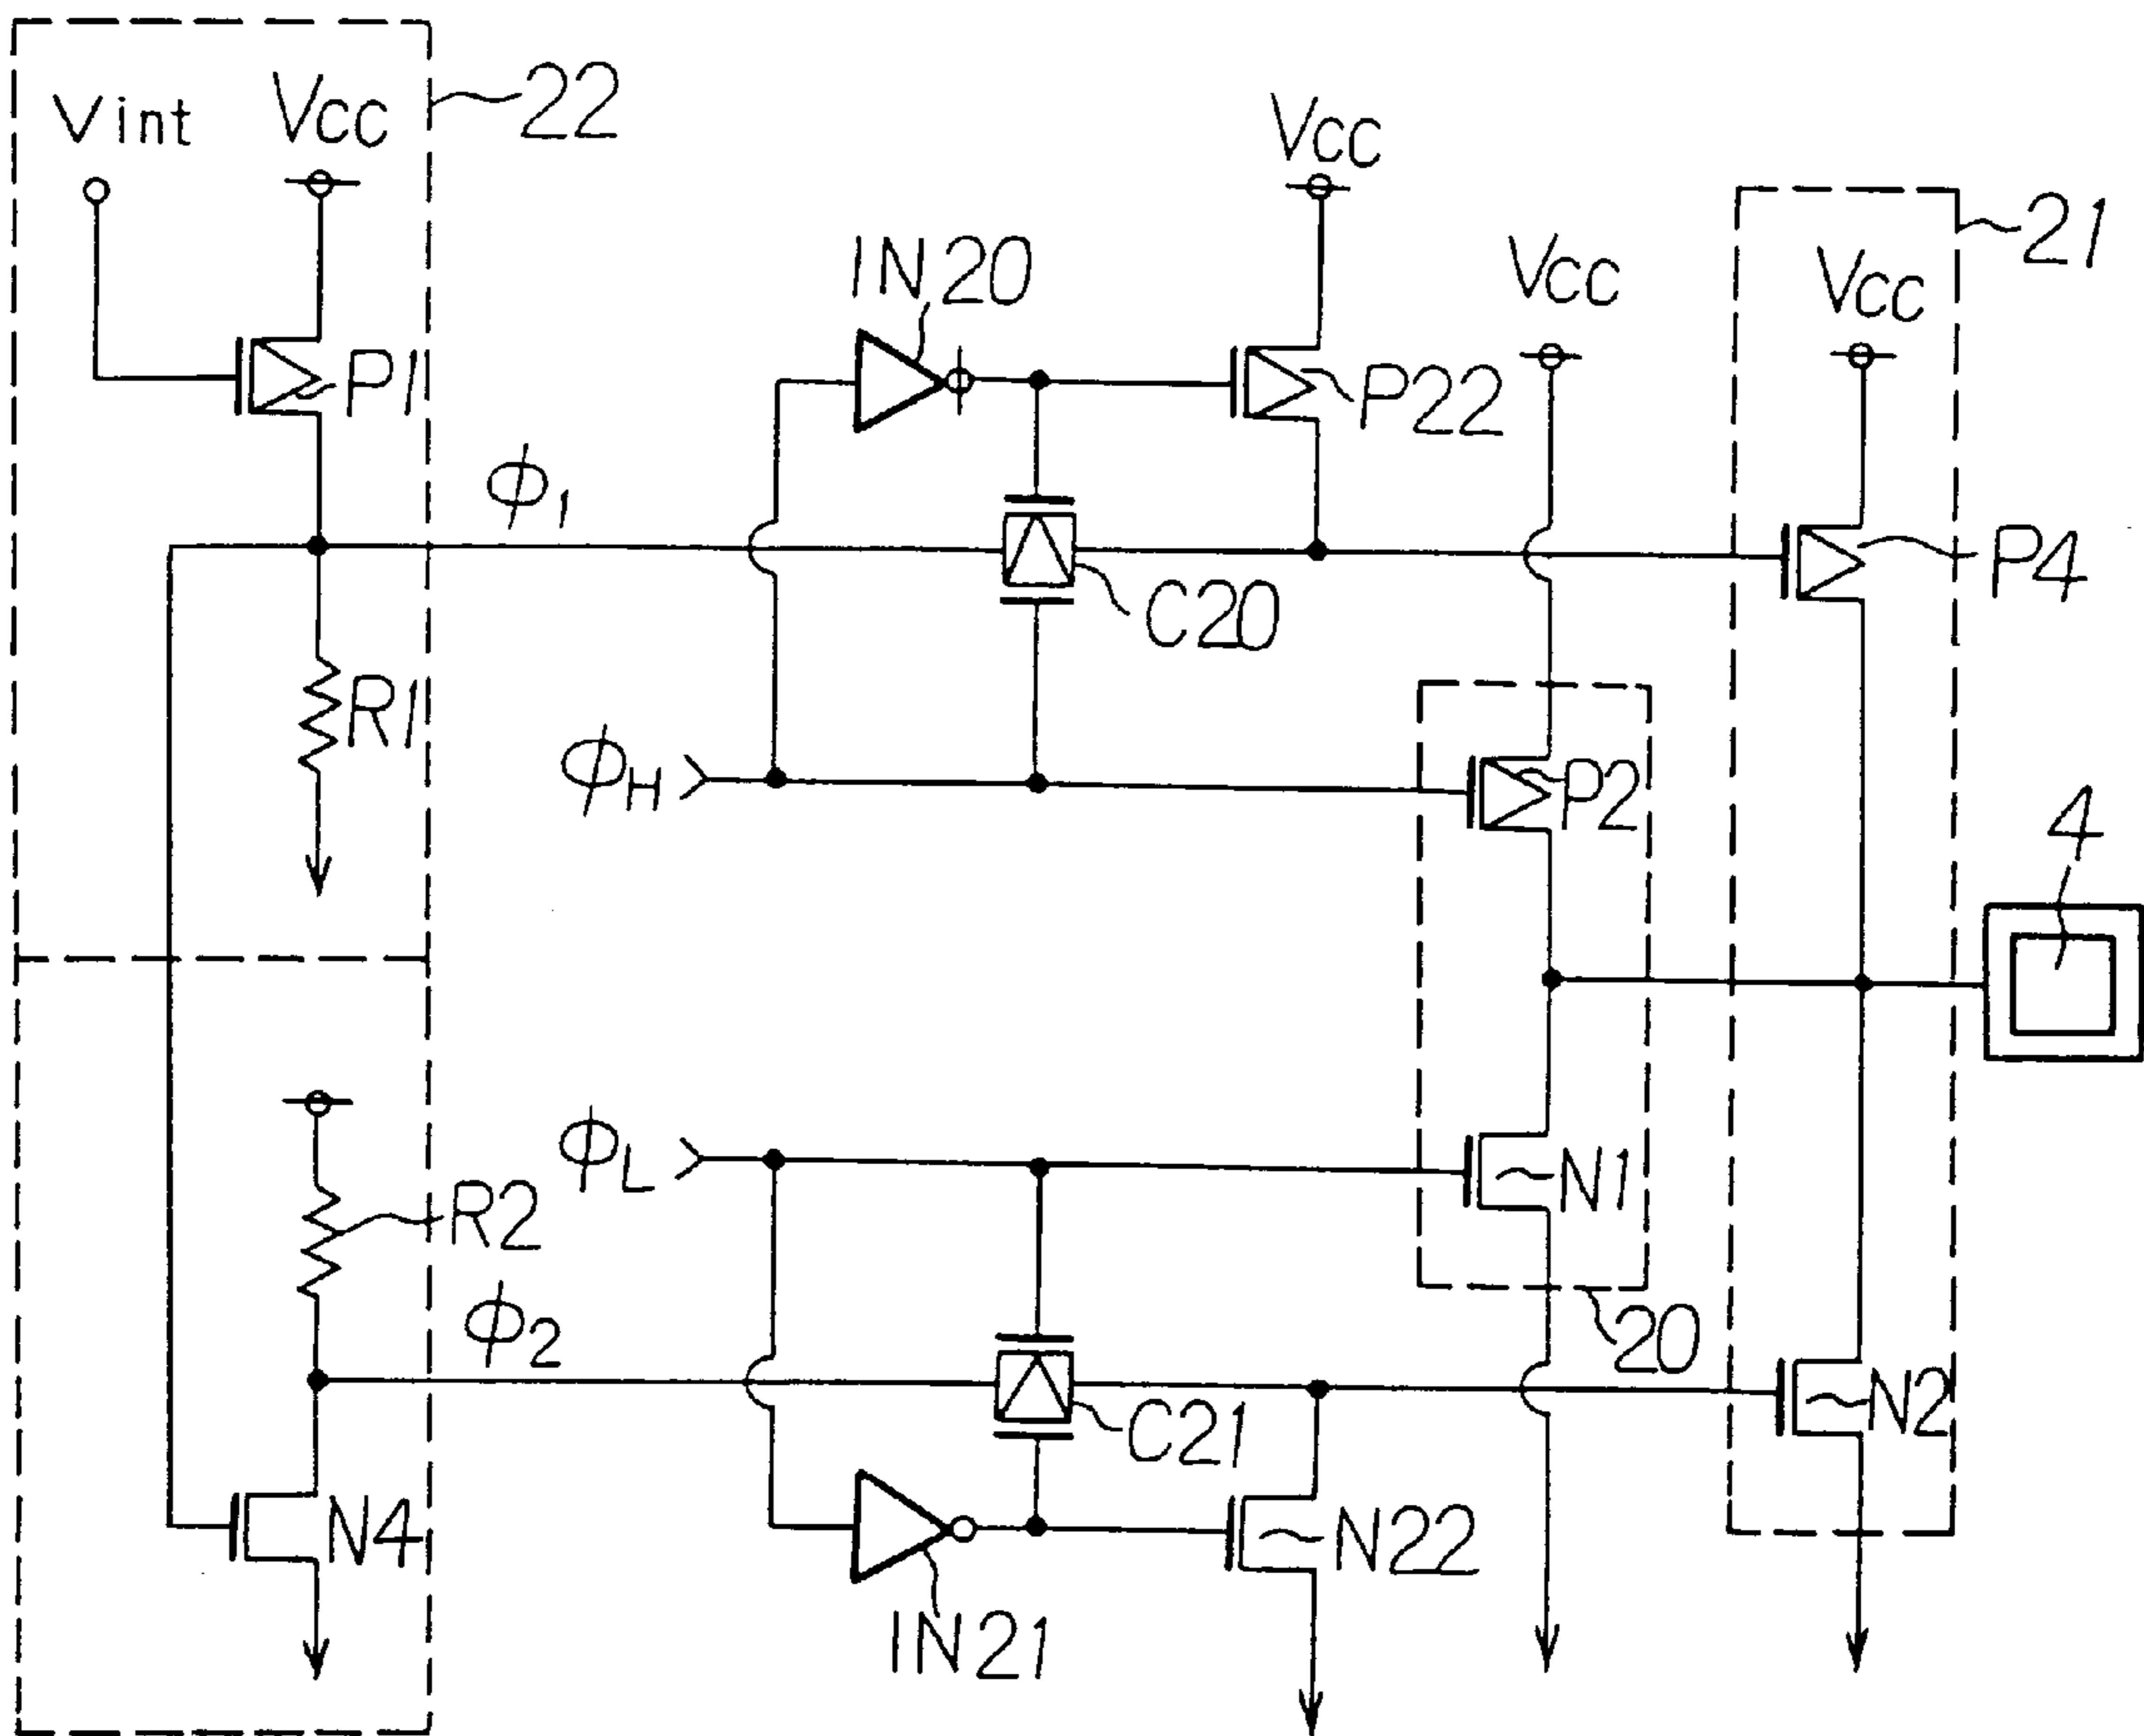 Vint
Vcc
22
Vcc
21
IN20
Vcc
Vcc
P1
P22
ϕ1
P4
C20
R1
ϕH
P2
4
ϕL
N1
R2
ϕ2
20
C21
N2
N4
N22
IN21